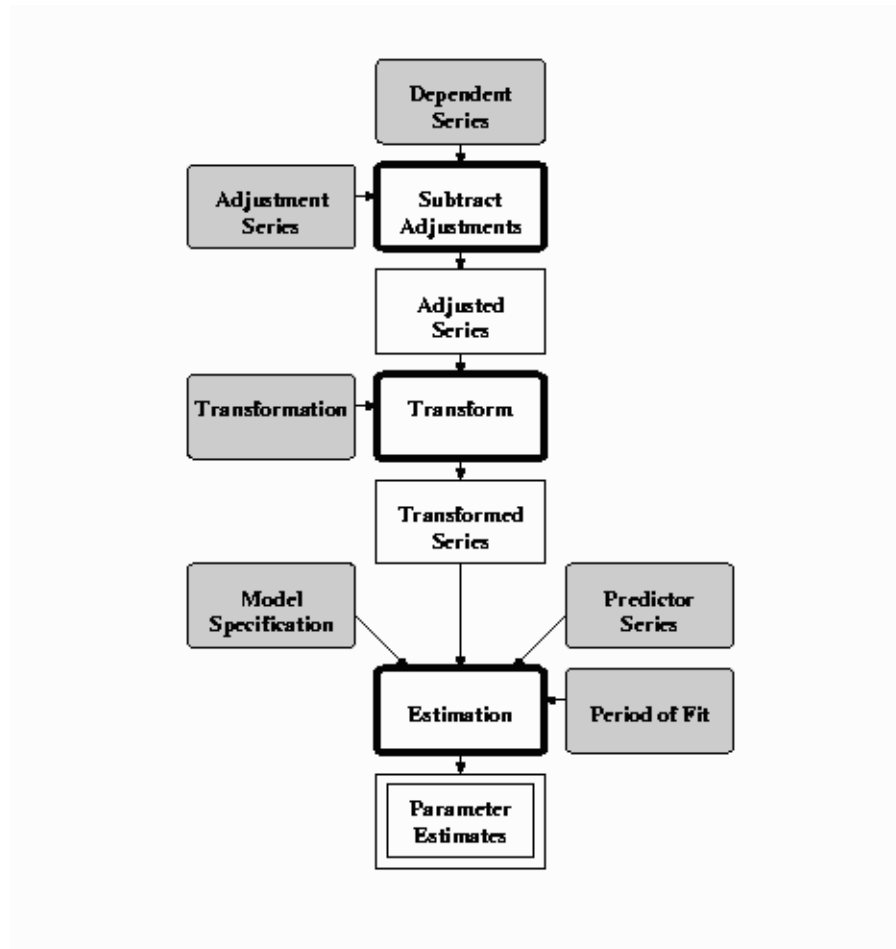 Dependent
Series
Adjustment
Series
Subtract
Adjustments
Adjusted
Series
Transformation
Transform
Transformed
Series
Model
Specification
Predictor
Series
Estimation
Period of Fit
Parameter
Estimates